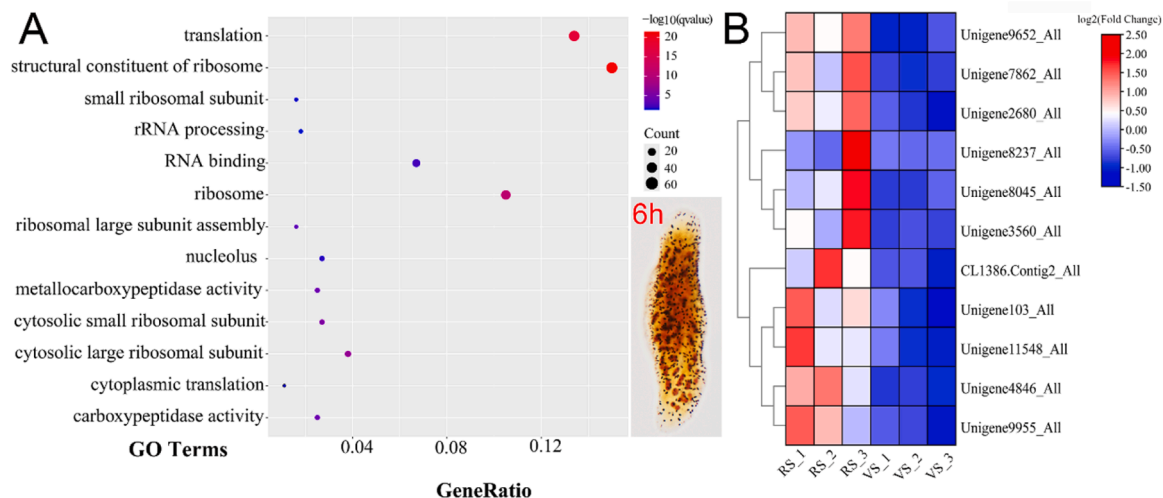 A
translation
structural constituent of ribosome
small ribosomal subunit
rRNA processing
RNA binding
ribosome
ribosomal large subunit assembly
nucleolus
metallocarboxypeptidase activity
cytosolic small ribosomal subunit
cytosolic large ribosomal subunit
cytoplasmic translation
carboxypeptidase activity
GO Terms
0.04
0.08
0.12
GeneRatio
−log10(qvalue)
20
15
10
5
Count
20
40
60
6h
B
Unigene9652_All
Unigene7862_All
Unigene2680_All
Unigene8237_All
Unigene8045_All
Unigene3560_All
CL1386.Contig2_All
Unigene103_All
Unigene11548_All
Unigene4846_All
Unigene9955_All
RS_1
RS_2
RS_3
VS_1
VS_2
VS_3
log2(Fold Change)
2.50
2.00
1.50
1.00
0.50
0.00
-0.50
-1.00
-1.50